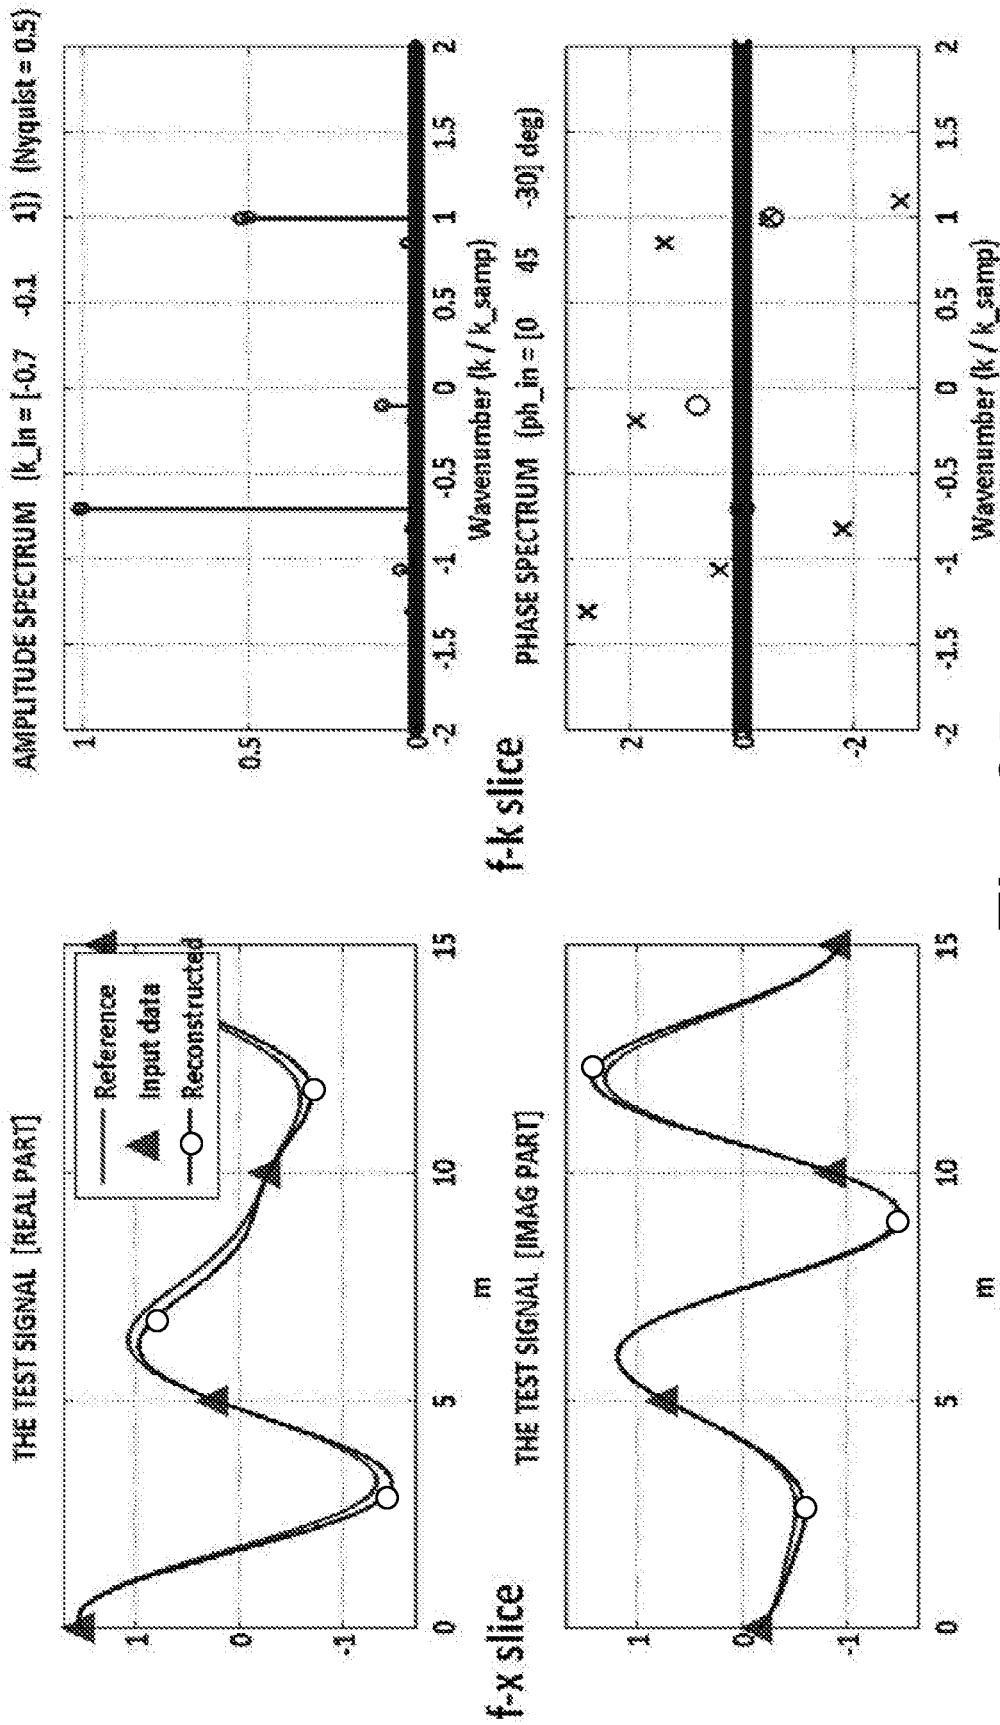 THE TEST SIGNAL [REAL PART]
1
0
-1
Reference
Input data
Reconstructed
0
5
10
15
m
f-x slice
THE TEST SIGNAL [IMAG PART]
1
0
-1
0
5
10
15
m
AMPLITUDE SPECTRUM (k_in = [-0.7 -0.1 1]) (Nyquist = 0.5)
1
0.5
0
-2
-1.5
-1
-0.5
0
0.5
1
1.5
2
Wavenumber (k / k_samp)
f-k slice
PHASE SPECTRUM (ph_in = [0 45 -30] deg)
2
0
-2
-2
-1.5
-1
-0.5
0
0.5
1
1.5
2
Wavenumber (k / k_samp)